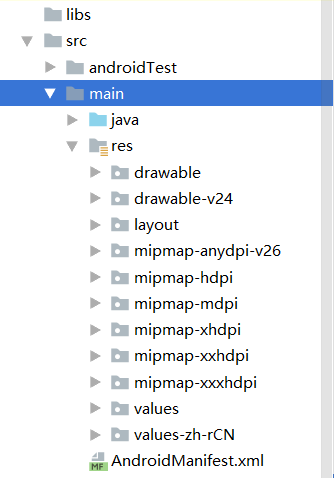 libs
src
androidTest
main
java
res
drawable
drawable-v24
layout
mipmap-anydpi-v26
mipmap-hdpi
mipmap-mdpi
mipmap-xhdpi
mipmap-xxhdpi
mipmap-xxxhdpi
values
values-zh-rCN
MF AndroidManifest.xml